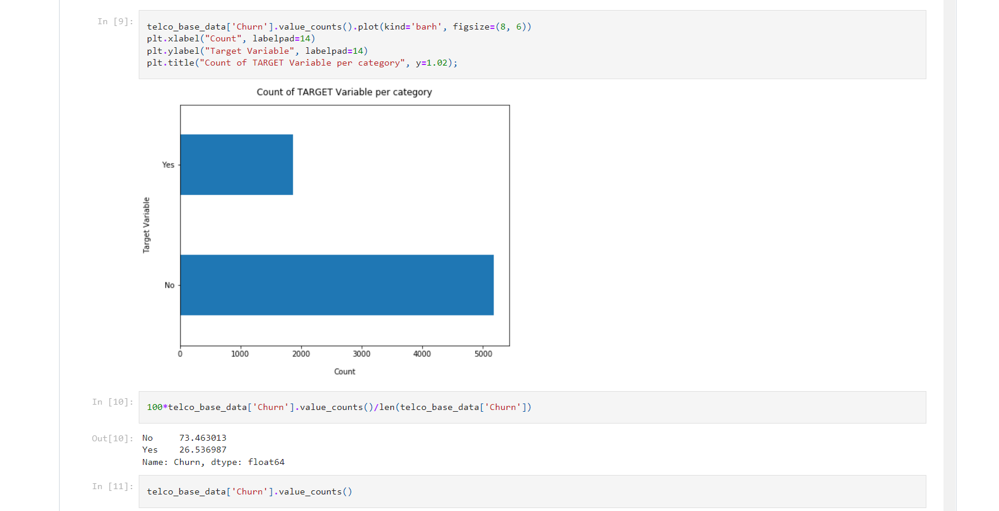 In [9]:
telco_base_data['Churn'].value_counts().plot(kind='barh', figsize=(8, 6))
plt.xlabel("Count", labelpad=14)
plt.ylabel("Target Variable", labelpad=14)
plt.title("Count of TARGET Variable per category", y=1.02);
Count of TARGET Variable per category
Yes
Target Variable
No
0 1000 2000 3000 4000 5000
Count
In [10]:
100*telco_base_data['Churn'].value_counts()/len(telco_base_data['Churn'])
Out[10]:
No 73.463013
Yes 26.536987
Name: Churn, dtype: float64
In [11]:
telco_base_data['Churn'].value_counts()